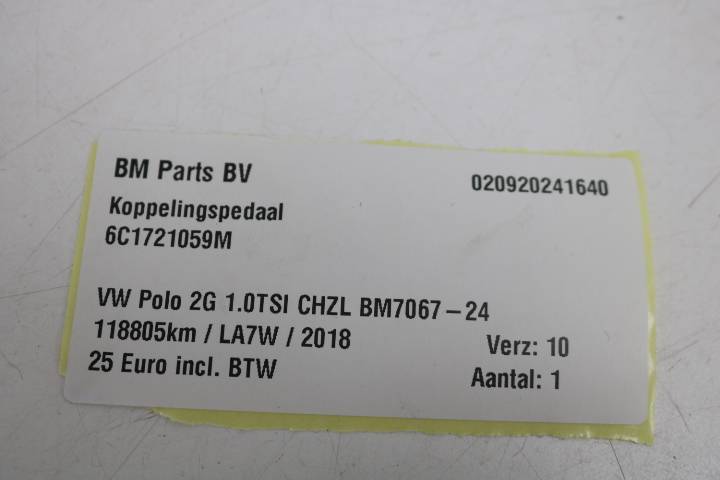 BM Parts BV
020920241640
Koppelingspedaal
6C1721059M
VW Polo 2G 1.0TSI CHZL BM7067-24
118805km / LA7W / 2018
Verz: 10
25 Euro incl. BTW
Aantal: 1